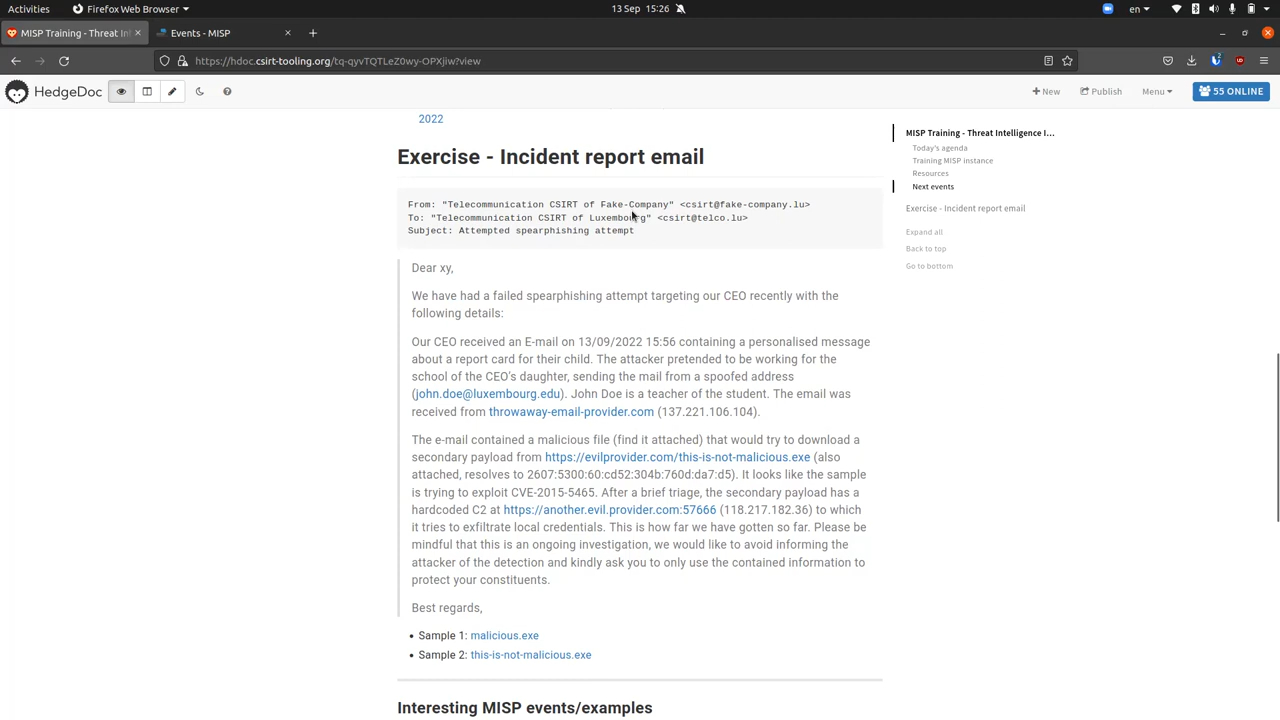 Activities
Firefox Web Browser
13 Sep 15:26
en
MISP Training - Threat In
Events - MISP
https://hdoc.csirt-tooling.org/tq-qyvTQTLeZ0wy-OPXjiw?view
HedgeDoc
New
Publish
Menu
55 ONLINE
2022
Exercise - Incident report email
From: "Telecommunication CSIRT of Fake-Company" <csirt@fake-company.lu>
To: "Telecommunication CSIRT of Luxembourg" <csirt@telco.lu>
Subject: Attempted spearphishing attempt
Dear xy,
We have had a failed spearphishing attempt targeting our CEO recently with the
following details:
Our CEO received an E-mail on 13/09/2022 15:56 containing a personalised message
about a report card for their child. The attacker pretended to be working for the
school of the CEO's daughter, sending the mail from a spoofed address
(john.doe@luxembourg.edu). John Doe is a teacher of the student. The email was
received from throwaway-email-provider.com (137.221.106.104).
The e-mail contained a malicious file (find it attached) that would try to download a
secondary payload from https://evilprovider.com/this-is-not-malicious.exe (also
attached, resolves to 2607:5300:60:cd52:304b:760d:da7:d5). It looks like the sample
is trying to exploit CVE-2015-5465. After a brief triage, the secondary payload has a
hardcoded C2 at https://another.evil.provider.com:57666 (118.217.182.36) to which
it tries to exfiltrate local credentials. This is how far we have gotten so far. Please be
mindful that this is an ongoing investigation, we would like to avoid informing the
attacker of the detection and kindly ask you to only use the contained information to
protect your constituents.
Best regards,
Sample 1: malicious.exe
Sample 2: this-is-not-malicious.exe
Interesting MISP events/examples
MISP Training - Threat Intelligence I...
Today's agenda
Training MISP instance
Resources
Next events
Exercise - Incident report email
Expand all
Back to top
Go to bottom